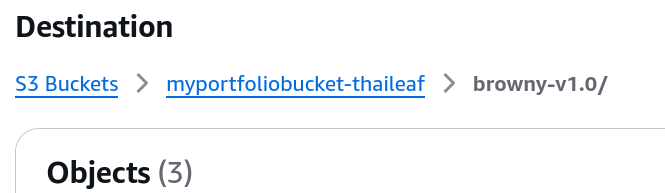 Destination
S3 Buckets > myportfoliobucket-thaileaf > browny-v1.0/
Objects (3)